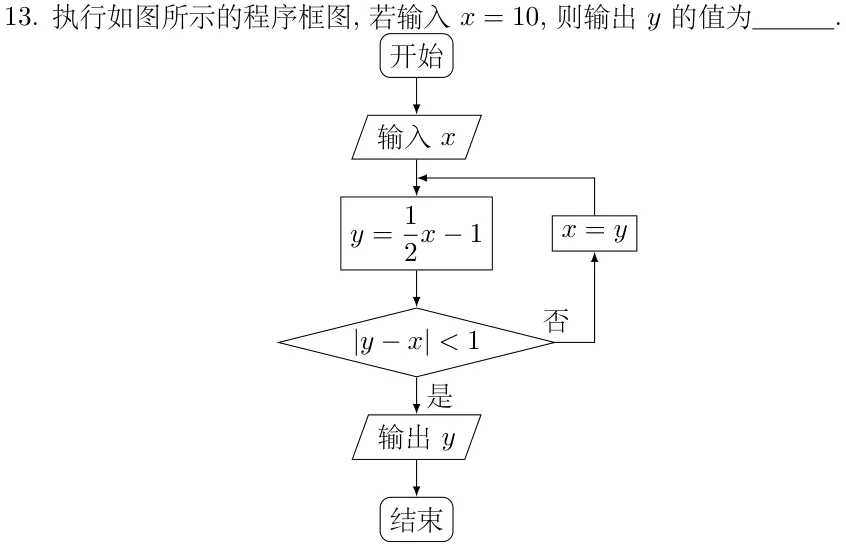 13. 执行如图所示的程序框图, 若输入 x = 10, 则输出 y 的值为______.
开始
输入 x
y = \frac{1}{2}x − 1
x = y
|y − x| < 1
否
是
输出 y
结束